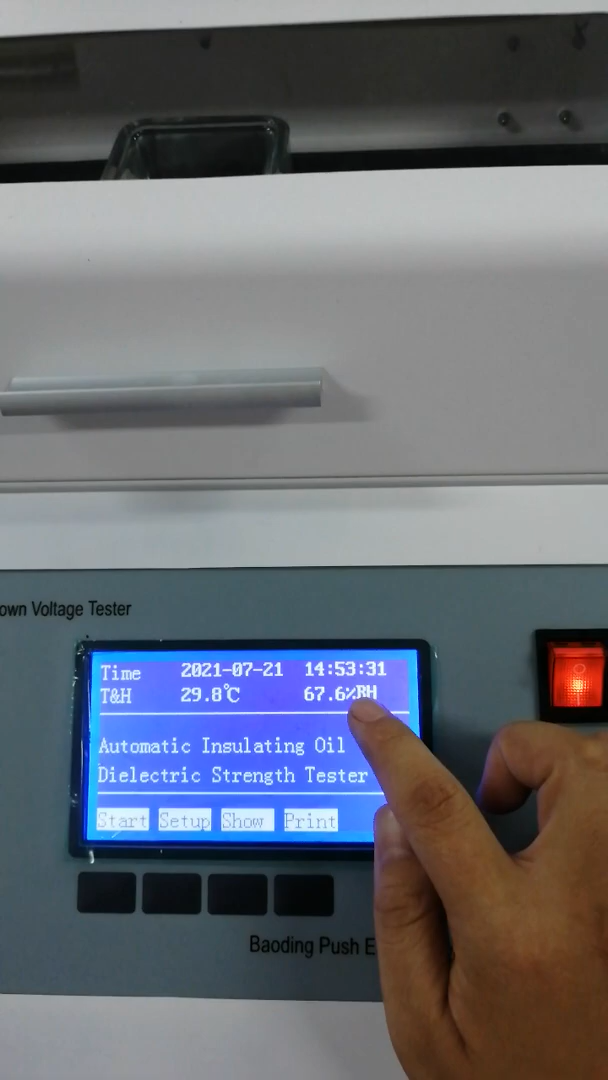 own Voltage Tester
Time 2021-07-21 14:53:31
T&H 29.8℃ 67.6%RH
Automatic Insulating Oil
Dielectric Strength Tester
Start Setup Show Print
Baoding Push E